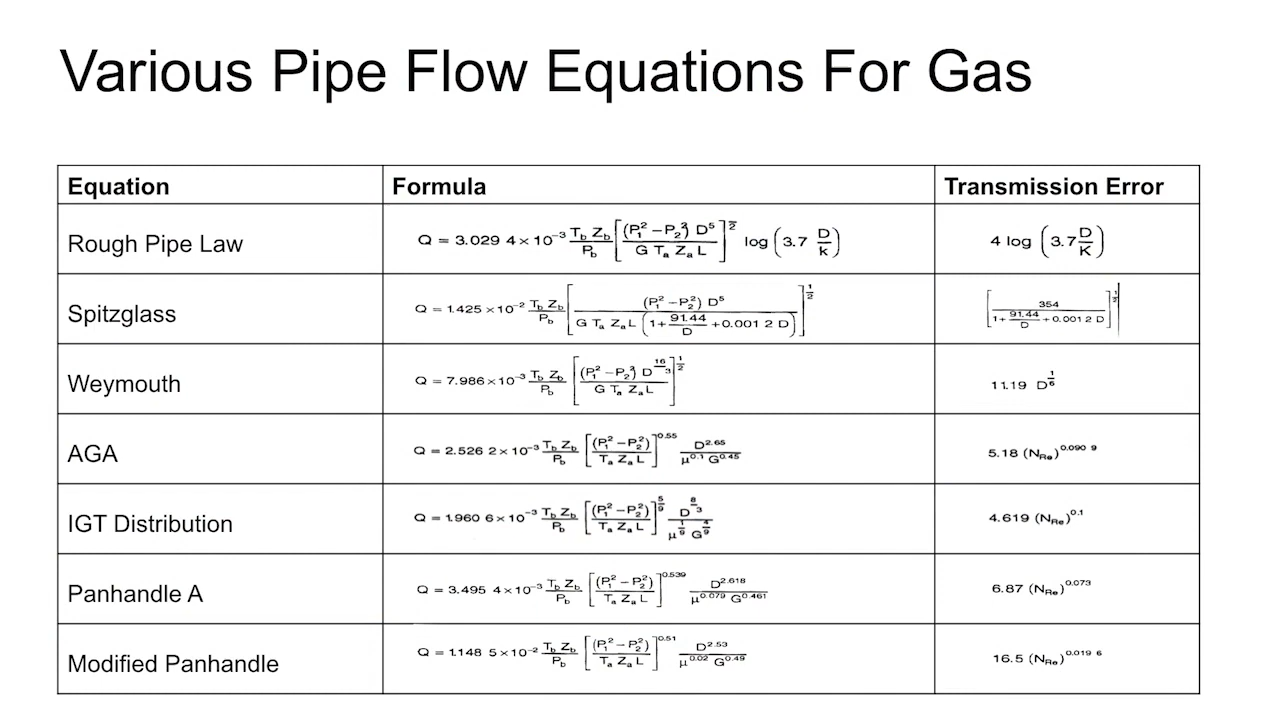 Various Pipe Flow Equations For Gas
Equation Formula Transmission Error
Rough Pipe Law Q = 3.029 4×10⁻³ (T_b Z_b / P_b) [(P₁² − P₂²) D⁵ / (G T_a Z_a L)]^(1/2) log (3.7 D/k) 4 log (3.7 D/K)
Spitzglass Q = 1.425 ×10⁻² (T_b Z_b / P_b) [(P₁² − P₂²) D⁵ / (G T_a Z_a L (1 + 91.44/D + 0.001 2 D))]^(1/2) [354 / (1 + 91.44/D + 0.001 2 D)]^(1/2)
Weymouth Q = 7.986×10⁻³ (T_b Z_b / P_b) [(P₁² − P₂²) D^(16/3) / (G T_a Z_a L)]^(1/2) 11.19 D^(1/6)
AGA Q = 2.526 2×10⁻³ (T_b Z_b / P_b) [(P₁² − P₂²) / (T_a Z_a L)]^0.55 D^2.65 / (μ^0.1 G^0.45) 5.18 (N_Re)^0.090 9
IGT Distribution Q = 1.960 6×10⁻³ (T_b Z_b / P_b) [(P₁² − P₂²) / (T_a Z_a L)]^(5/9) D^(8/3) / (μ^(1/9) G^(4/9)) 4.619 (N_Re)^0.1
Panhandle A Q = 3.495 4×10⁻³ (T_b Z_b / P_b) [(P₁² − P₂²) / (T_a Z_a L)]^0.539 D^2.618 / (μ^0.079 G^0.461) 6.87 (N_Re)^0.073
Modified Panhandle Q = 1.148 5×10⁻² (T_b Z_b / P_b) [(P₁² − P₂²) / (T_a Z_a L)]^0.51 D^2.53 / (μ^0.02 G^0.49) 16.5 (N_Re)^0.019 6